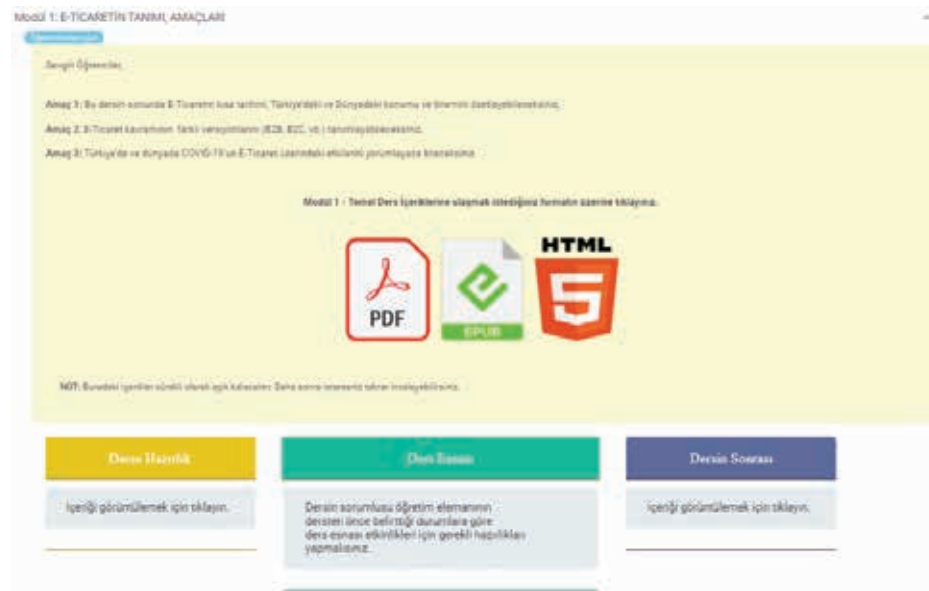 Modül 1: E-TİCARETİN TANIMI, AMAÇLARI
Sevgili Öğrenciler,
Amaç 1: Bu dersin sonunda E-Ticaretin kısa tarihini, Türkiye'deki ve Dünyadaki konumu ve önemini özetleyebileceksiniz.
Amaç 2: E-Ticaret kavramının farklı versiyonlarını (B2B, B2C, vb.) tanımlayabileceksiniz.
Amaç 3: Türkiye'de ve dünyada COVID-19'un E-Ticaret üzerindeki etkilerini
Modül 1 - Temel Ders İçeriklerine ulaşmak istediğiniz formatın üzerine tıklayınız.
HTML
PDF
EPUB
5
NOT: Buradaki içerikler sürekli olarak açık kalacaktır. Daha sonra isterseniz tekrar inceleyebilirsiniz.
Derse Hazırlık
Ders Esnası
Dersin Sonrası
İçeriği görüntülemek için tıklayın.
Dersin sorumlusu öğretim elemanının
dersten önce belirttiği durumlara göre
ders esnası etkinlikleri için gerekli hazırlıkları
yapmalısınız.
İçeriği görüntülemek için tıklayın.